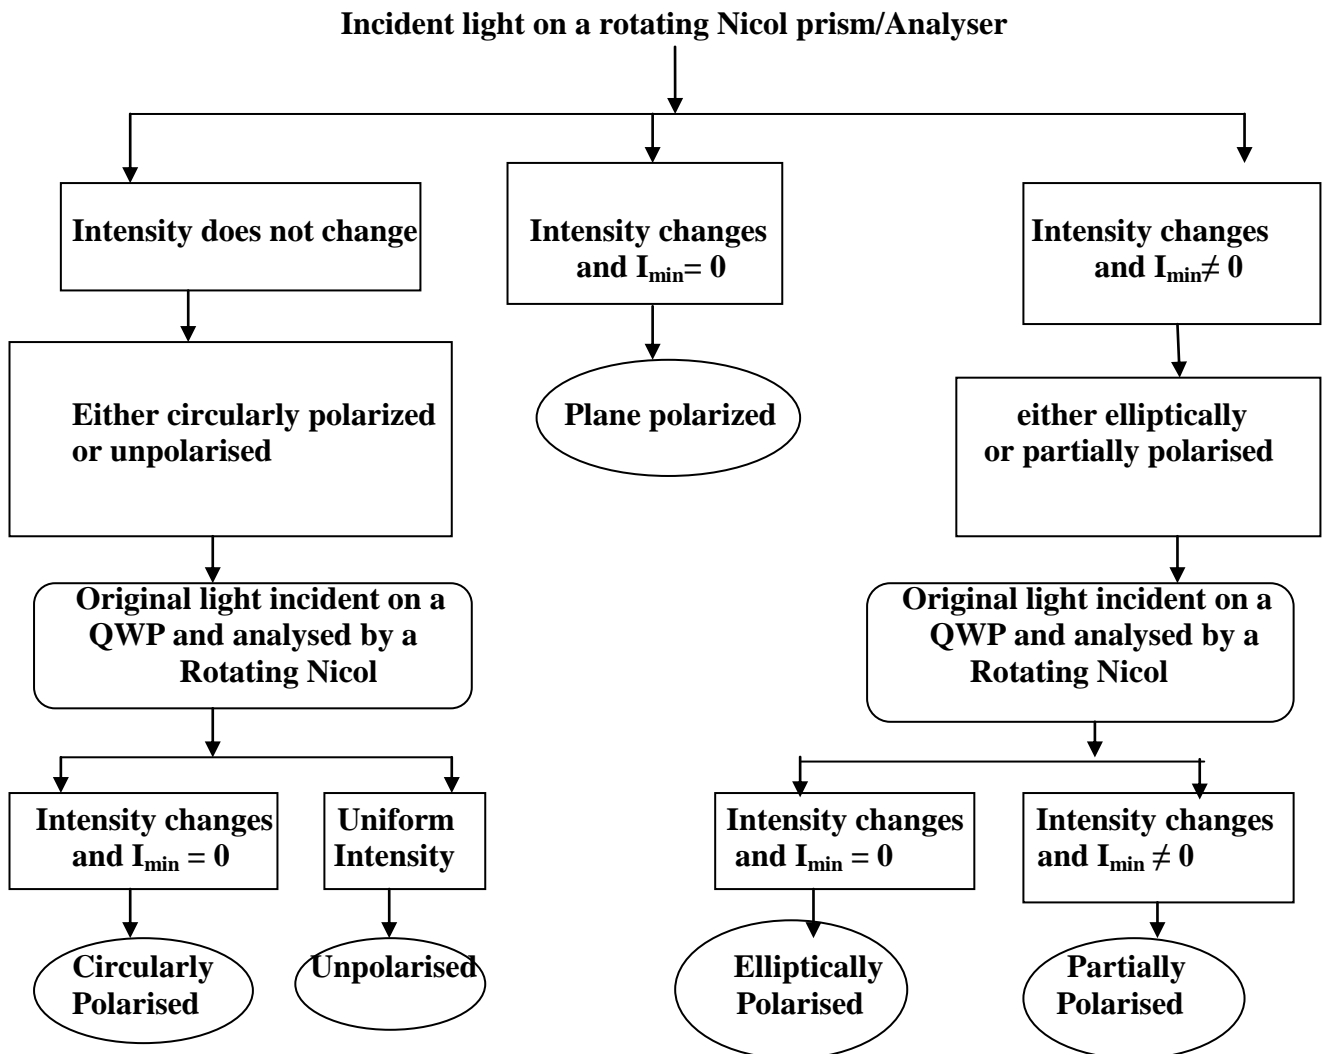 Incident light on a rotating Nicol prism/Analyser
Intensity does not change
Intensity changes
and Imin= 0
Intensity changes
and Imin≠ 0
Either circularly polarized
or unpolarised
Plane polarized
either elliptically
or partially polarised
Original light incident on a
QWP and analysed by a
Rotating Nicol
Original light incident on a
QWP and analysed by a
Rotating Nicol
Intensity changes
and Imin = 0
Uniform
Intensity
Intensity changes
and Imin = 0
Intensity changes
and Imin ≠ 0
Circularly
Polarised
Unpolarised
Elliptically
Polarised
Partially
Polarised